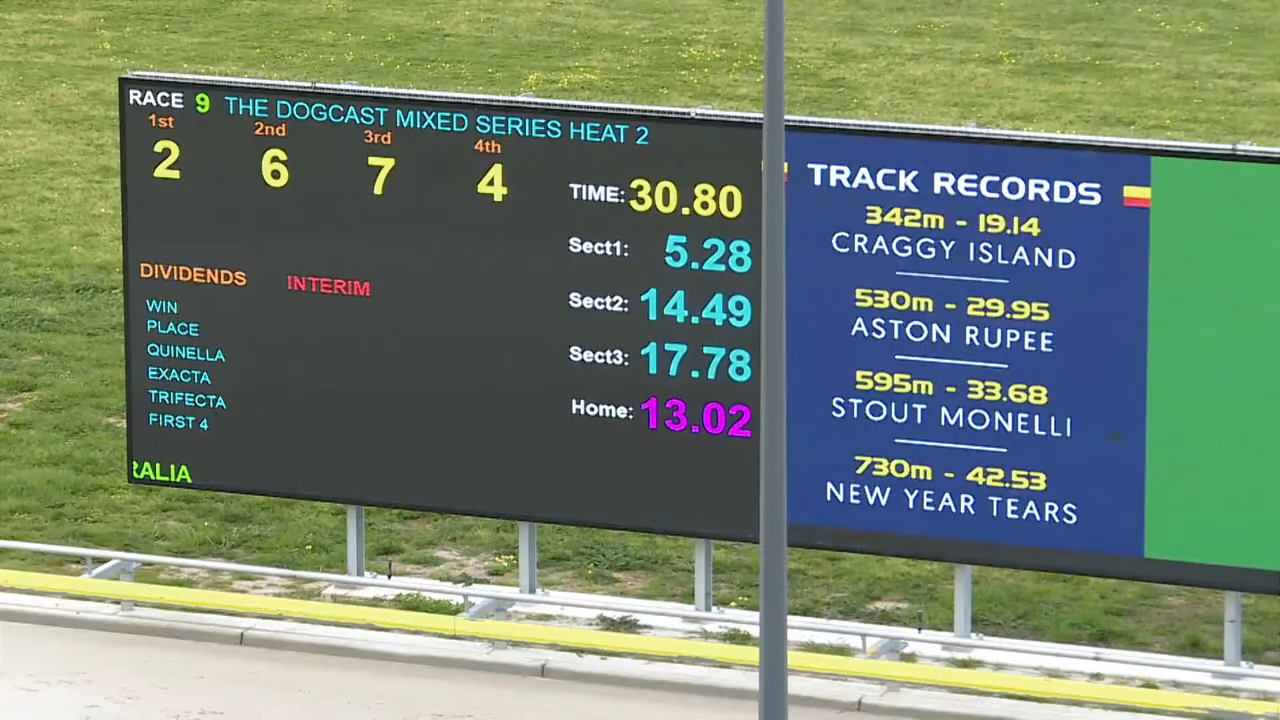 RACE 9 THE DOGCAST MIXED SERIES HEAT 2
1st 2nd 3rd 4th
2 6 7 4
TIME: 30.80
Sect1: 5.28
Sect2: 14.49
Sect3: 17.78
Home: 13.02
DIVIDENDS INTERIM
WIN
PLACE
QUINELLA
EXACTA
TRIFECTA
FIRST 4
RALIA
TRACK RECORDS
342m - 19.14
CRAGGY ISLAND
530m - 29.95
ASTON RUPEE
595m - 33.68
STOUT MONELLI
730m - 42.53
NEW YEAR TEARS